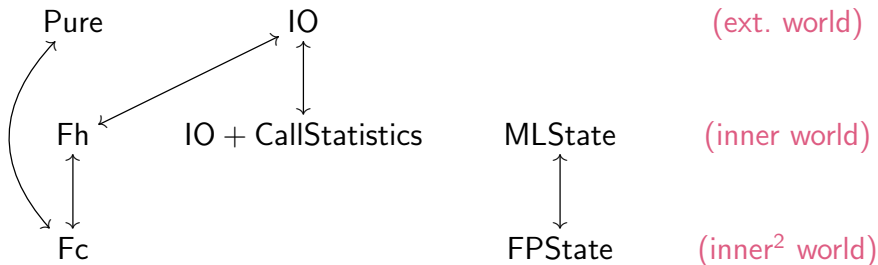 Pure IO (ext. world)
Fh IO + CallStatistics MLState (inner world)
Fc FPState (inner² world)